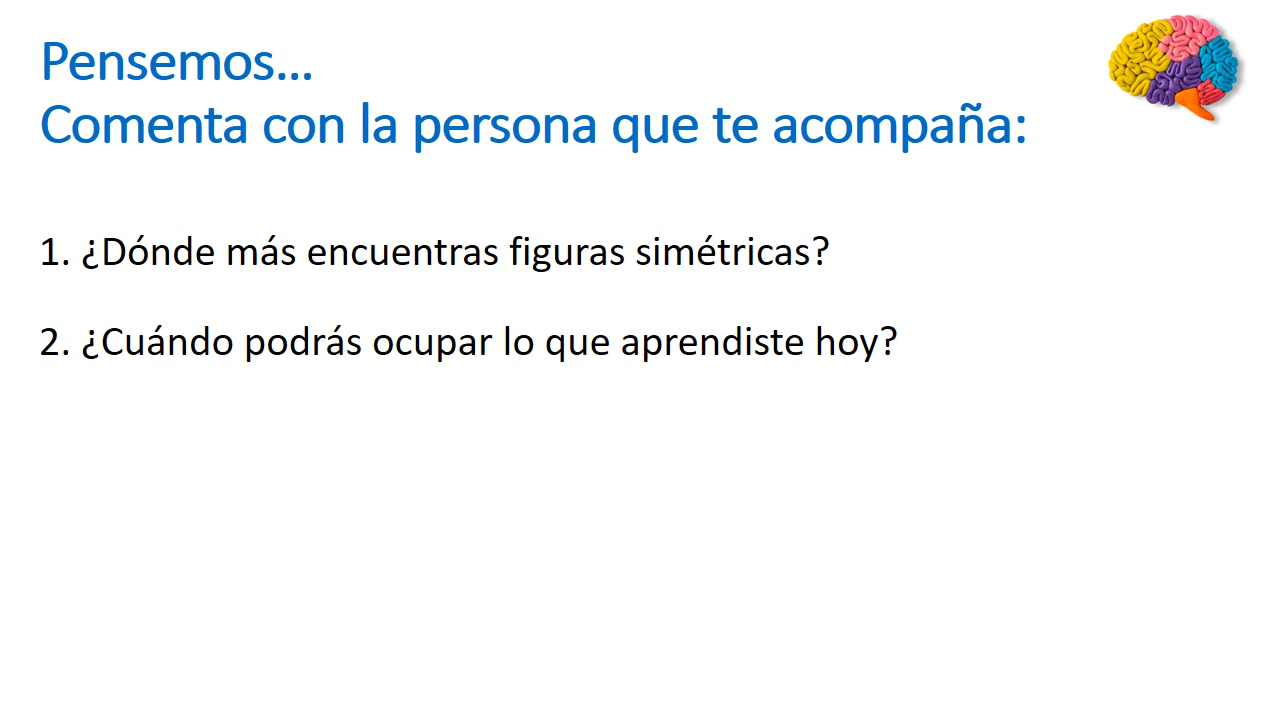 Pensemos...
Comenta con la persona que te acompaña:
1. ¿Dónde más encuentras figuras simétricas?
2. ¿Cuándo podrás ocupar lo que aprendiste hoy?